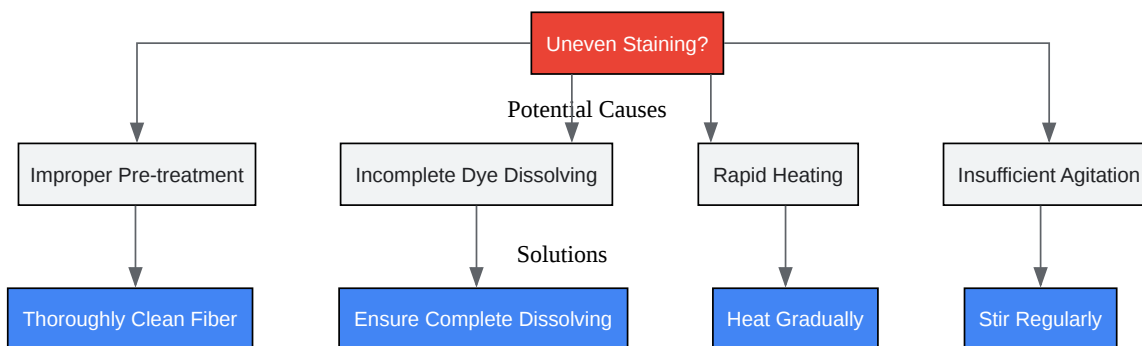 Uneven Staining?
Potential Causes
Improper Pre-treatment
Incomplete Dye Dissolving
Rapid Heating
Insufficient Agitation
Solutions
Thoroughly Clean Fiber
Ensure Complete Dissolving
Heat Gradually
Stir Regularly